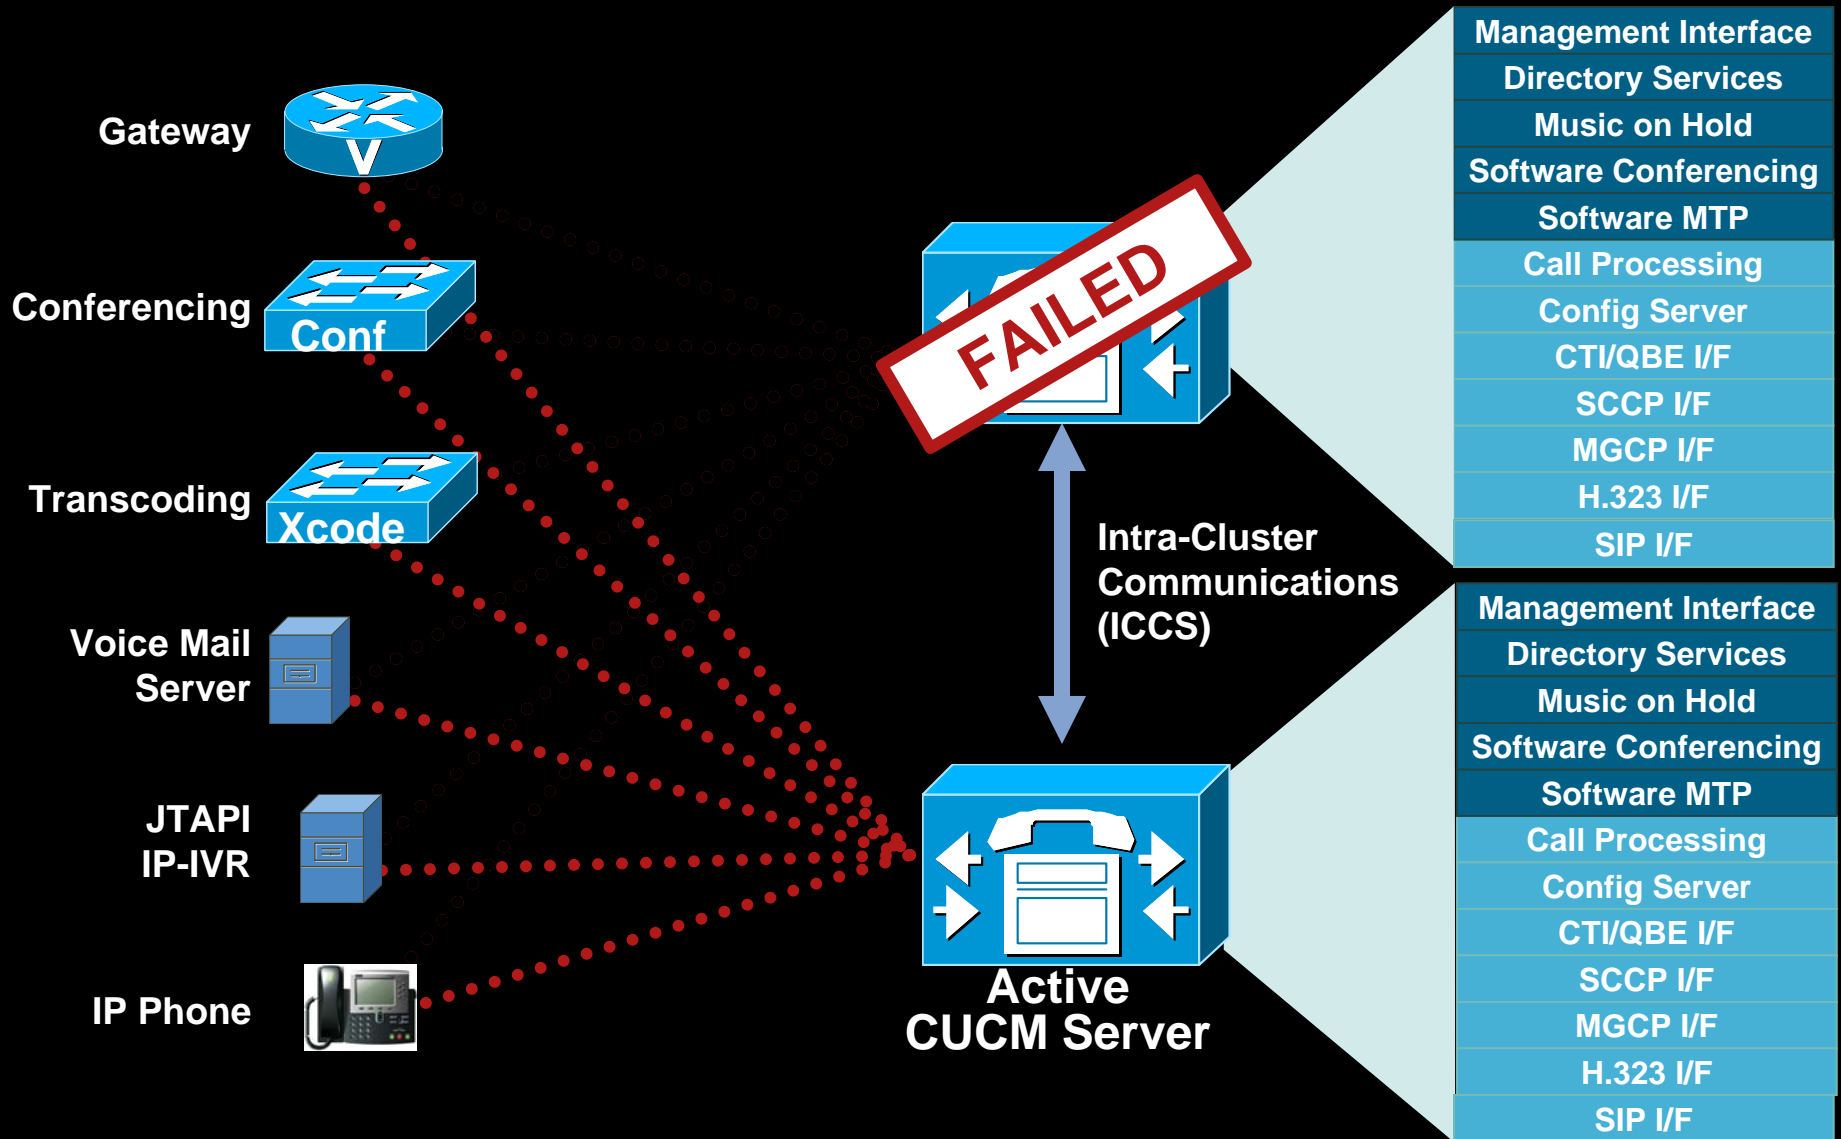 Gateway
V
Conferencing
Conf
Transcoding
Xcode
Voice Mail
Server
JTAPI
IP-IVR
IP Phone
FAILED
Intra-Cluster
Communications
(ICCS)
Active
CUCM Server
Management Interface
Directory Services
Music on Hold
Software Conferencing
Software MTP
Call Processing
Config Server
CTI/QBE I/F
SCCP I/F
MGCP I/F
H.323 I/F
SIP I/F
Management Interface
Directory Services
Music on Hold
Software Conferencing
Software MTP
Call Processing
Config Server
CTI/QBE I/F
SCCP I/F
MGCP I/F
H.323 I/F
SIP I/F